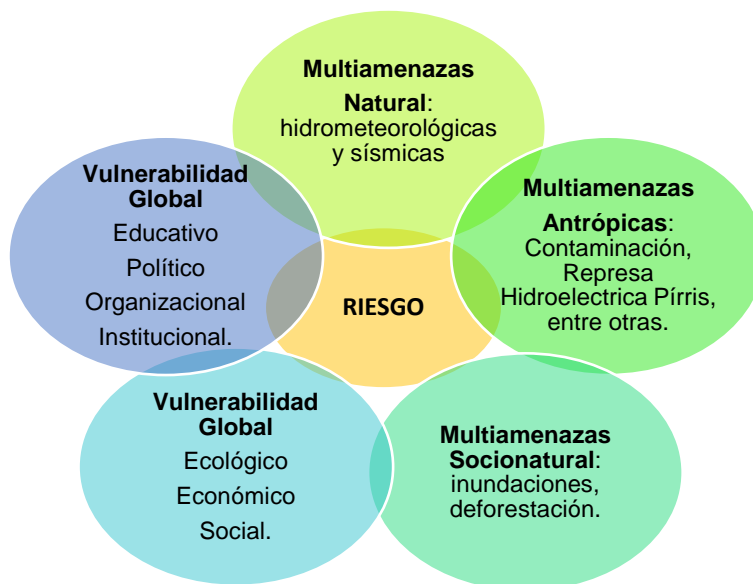 Multiamenazas
Natural:
hidrometeorológicas
y sísmicas
Vulnerabilidad
Global
Educativo
Político
Organizacional
Institucional.
Multiamenazas
Antrópicas:
Contaminación,
Represa
Hidroelectrica Pírris,
entre otras.
RIESGO
Vulnerabilidad
Global
Ecológico
Económico
Social.
Multiamenazas
Socionatural:
inundaciones,
deforestación.